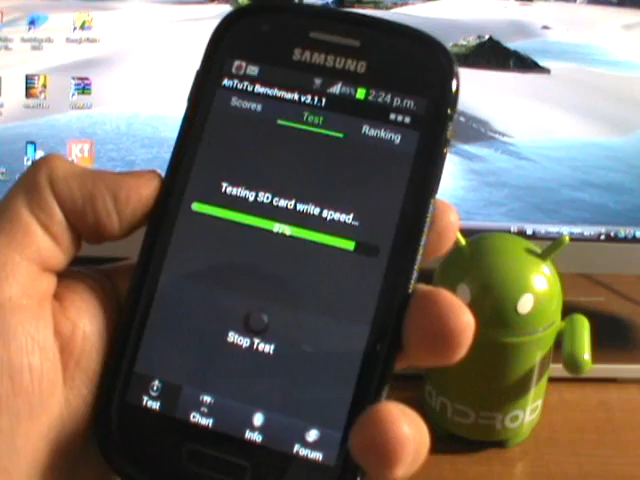 SAMSUNG
2:24 p.m.
AnTuTu Benchmark v3.1.1
Scores
Test
Ranking
Testing SD card write speed...
Stop Test
Test
Chart
Info
Forum
ANDROID